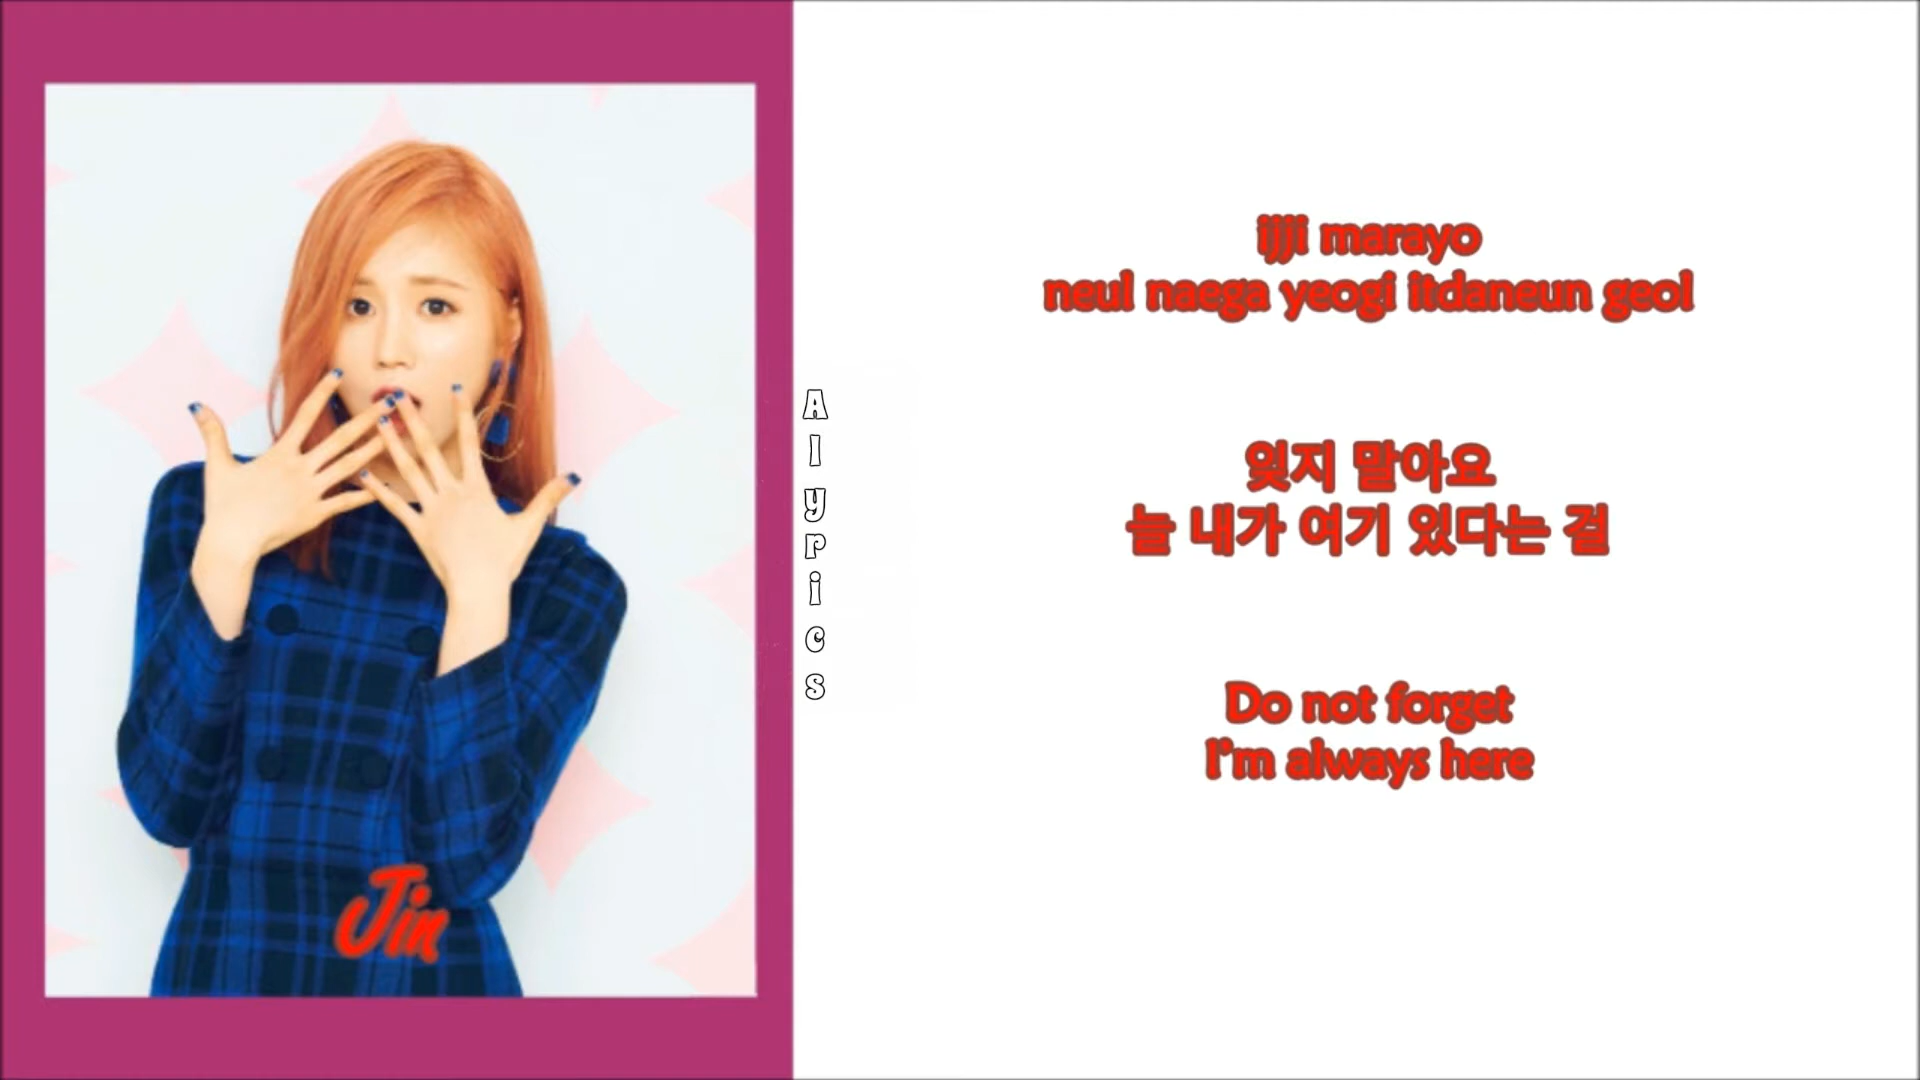 Jin
Alypics
ijji marayo
neul naega yeogi itdaneun geol
잊지 말아요
늘 내가 여기 있다는 걸
Do not forget
I'm always here